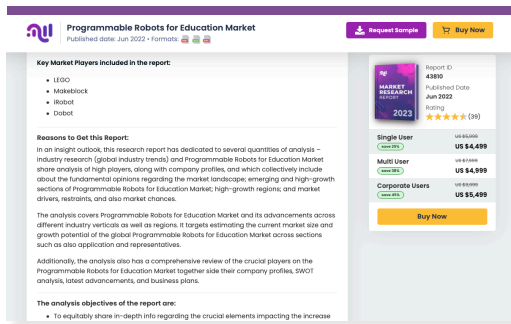 Programmable Robots for Education Market
Published date: Jun 2022 • Formats:
Request Sample
Buy Now
Key Market Players included in the report:
• LEGO
• Makeblock
• iRobot
• Dobot
Reasons to Get this Report:
In an insight outlook, this research report has dedicated to several quantities of analysis –
industry research (global industry trends) and Programmable Robots for Education Market
share analysis of high players, along with company profiles, and which collectively include
about the fundamental opinions regarding the market landscape; emerging and high-growth
sections of Programmable Robots for Education Market; high-growth regions; and market
drivers, restraints, and also market chances.
The analysis covers Programmable Robots for Education Market and its advancements across
different industry verticals as well as regions. It targets estimating the current market size and
growth potential of the global Programmable Robots for Education Market across sections
such as also application and representatives.
Additionally, the analysis also has a comprehensive review of the crucial players on the
Programmable Robots for Education Market together side their company profiles, SWOT
analysis, latest advancements, and business plans.
The analysis objectives of the report are:
• To equitably share in-depth info regarding the crucial elements impacting the increase
MARKET
RESEARCH
REPORT
2023
Report ID
43810
Published Date
Jun 2022
Rating
(39)
Single User
US $4,499
Multi User
US $4,999
Corporate Users
US $5,499
Buy Now